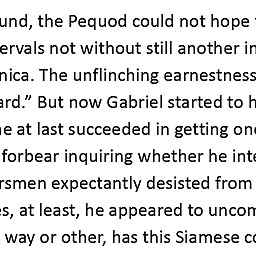 und, the Pequod could not hope
ervals not without still another in
nica. The unflinching earnestness
ard.” But now Gabriel started to h
e at last succeeded in getting one
forbear inquiring whether he inte
rsmen expectantly desisted from
es, at least, he appeared to uncom
way or other, has this Siamese co